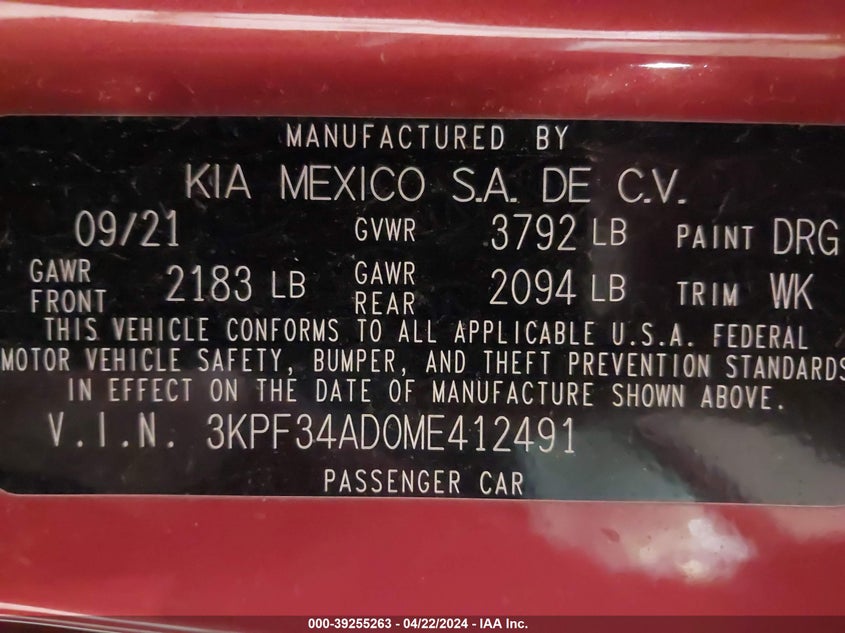 MANUFACTURED BY
KIA MEXICO S.A. DE C.V.
09/21 GVWR 3792 LB PAINT DRG
GAWR FRONT 2183 LB GAWR REAR 2094 LB TRIM WK
THIS VEHICLE CONFORMS TO ALL APPLICABLE U.S.A. FEDERAL
MOTOR VEHICLE SAFETY, BUMPER, AND THEFT PREVENTION STANDARDS
IN EFFECT ON THE DATE OF MANUFACTURE SHOWN ABOVE.
V.I.N. 3KPF34AD0ME412491
PASSENGER CAR
000-39255263 - 04/22/2024 - IAA Inc.